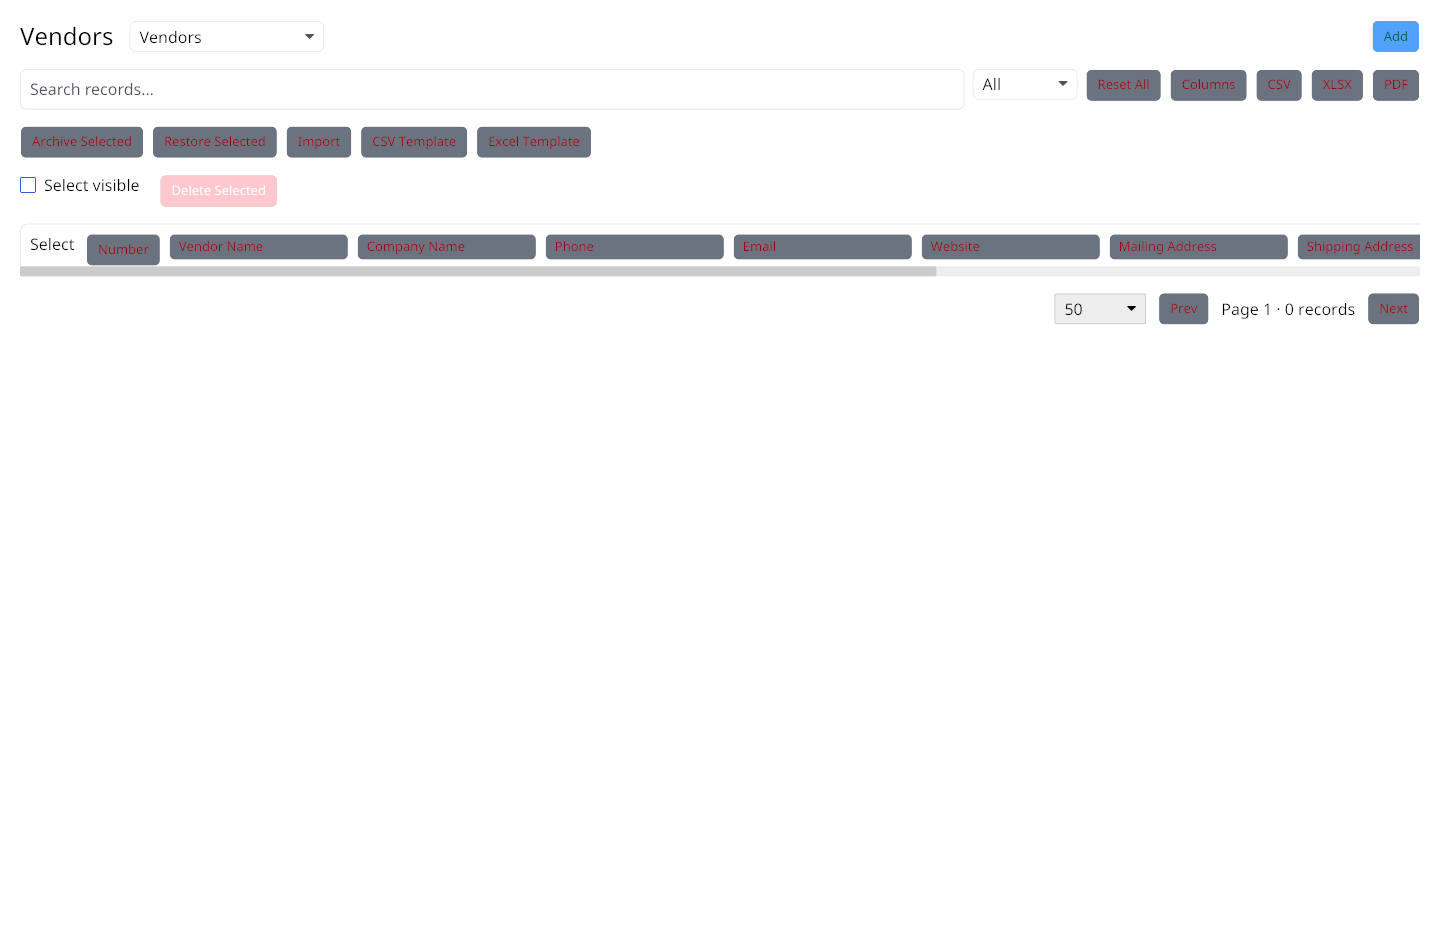 Vendors Vendors Add
Search records... All Reset All Columns CSV XLSX PDF
Archive Selected Restore Selected Import CSV Template Excel Template
Select visible Delete Selected
Select Number Vendor Name Company Name Phone Email Website Mailing Address Shipping Address
50 Prev Page 1 · 0 records Next